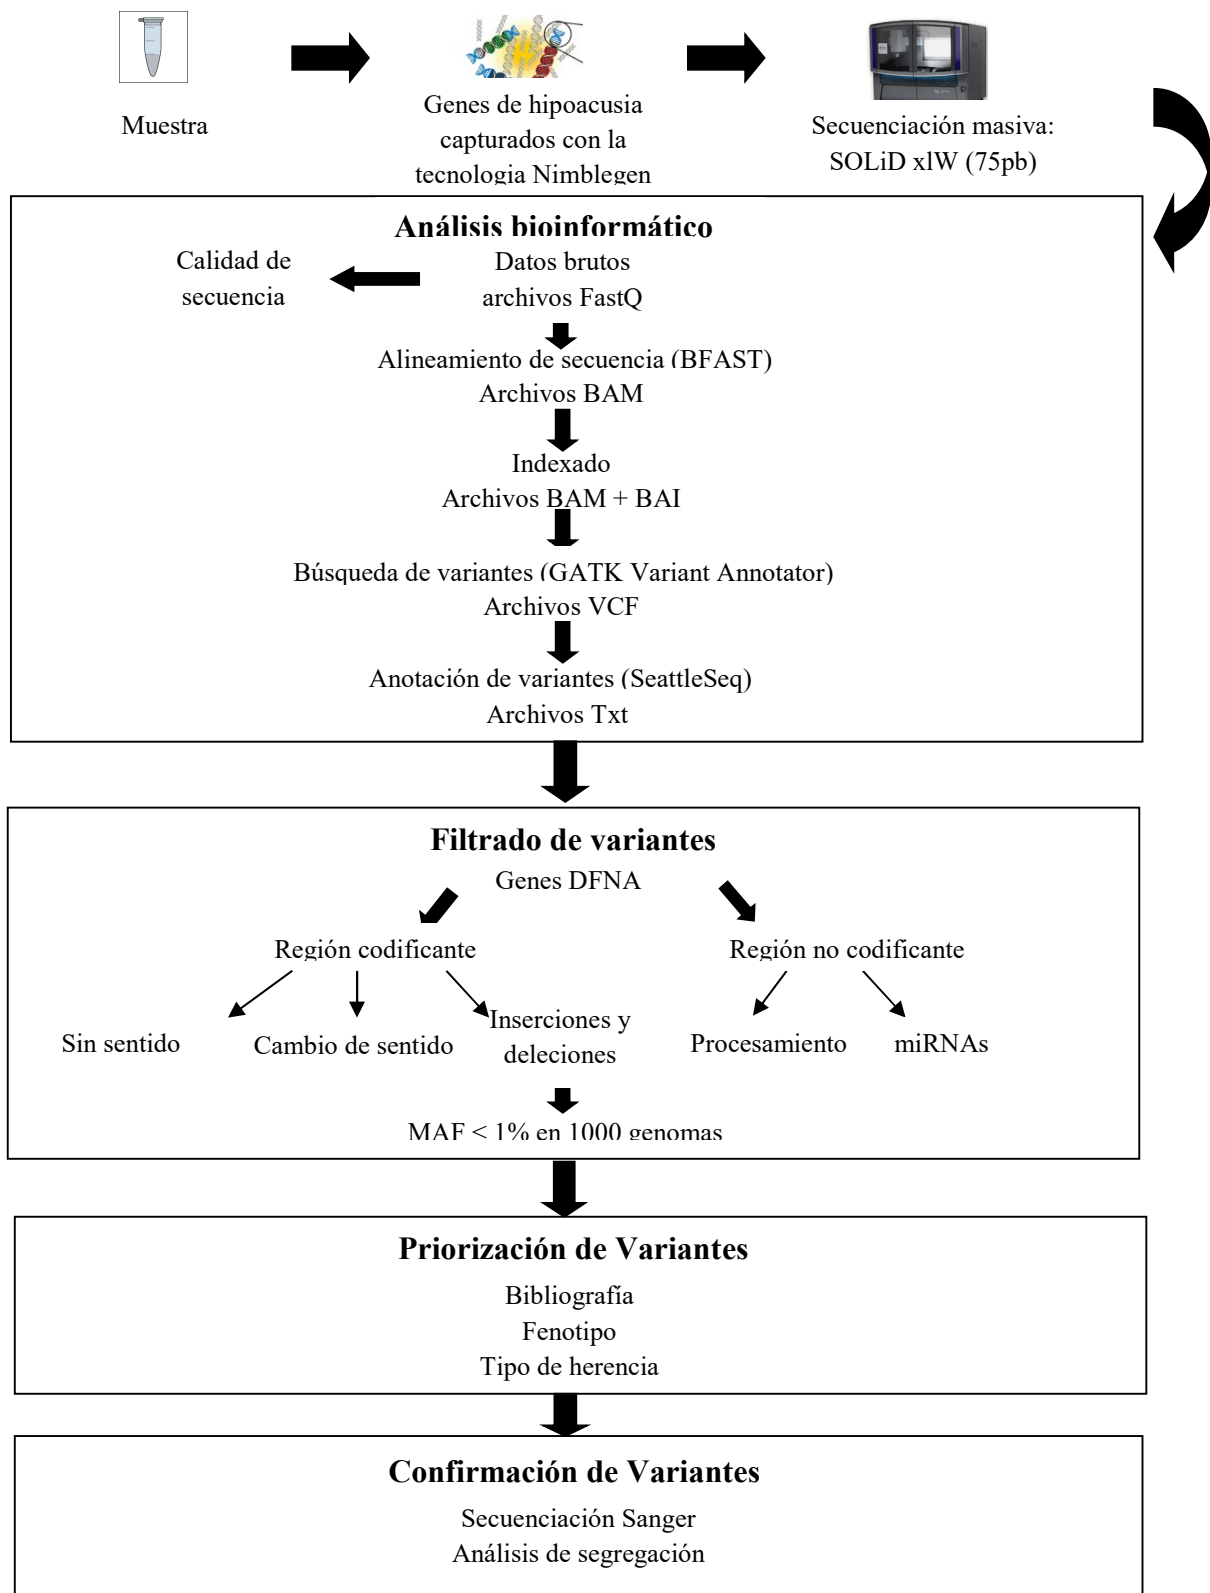 Muestra
Genes de hipoacusia
capturados con la
tecnologia Nimblegen
Secuenciación masiva:
SOLiD xlW (75pb)
Análisis bioinformático
Calidad de
secuencia
Datos brutos
archivos FastQ
Alineamiento de secuencia (BFAST)
Archivos BAM
Indexado
Archivos BAM + BAI
Búsqueda de variantes (GATK Variant Annotator)
Archivos VCF
Anotación de variantes (SeattleSeq)
Archivos Txt
Filtrado de variantes
Genes DFNA
Región codificante
Región no codificante
Sin sentido
Cambio de sentido
Inserciones y
deleciones
Procesamiento
miRNAs
MAF < 1% en 1000 genomas
Priorización de Variantes
Bibliografía
Fenotipo
Tipo de herencia
Confirmación de Variantes
Secuenciación Sanger
Análisis de segregación